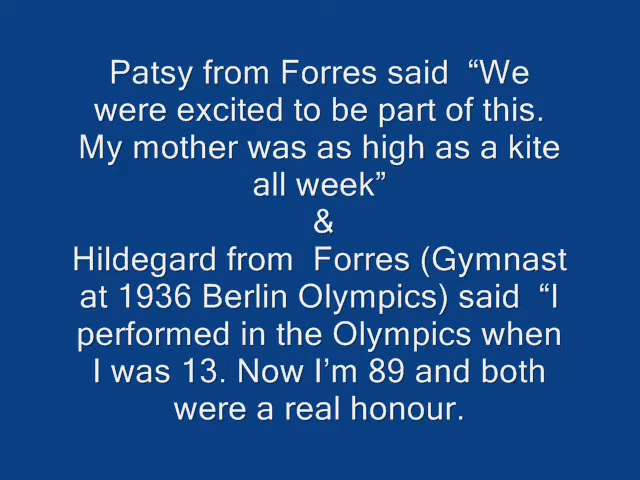 Patsy from Forres said  “We
were excited to be part of this.
My mother was as high as a kite
all week”
&
Hildegard from  Forres (Gymnast
at 1936 Berlin Olympics) said  “I
performed in the Olympics when
I was 13. Now I’m 89 and both
were a real honour.